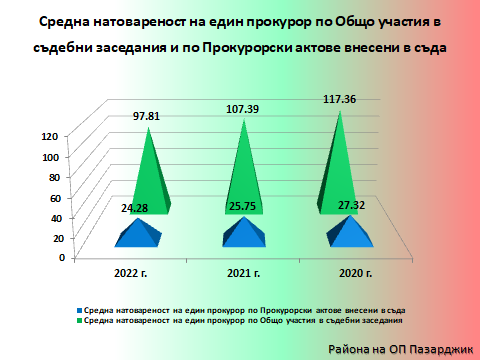 Средна натовареност на един прокурор по Общо участия в
съдебни заседания и по Прокурорски актове внесени в съда
117.36
107.39
97.81
120
100
80
60
40
20
0
24.28
25.75
27.32
2022 г.
2021 г.
2020 г.
Средна натовареност на един прокурор по Прокурорски актове внесени в съда
Средна натовареност на един прокурор по Общо участия в съдебни заседания
Района на ОП Пазарджик